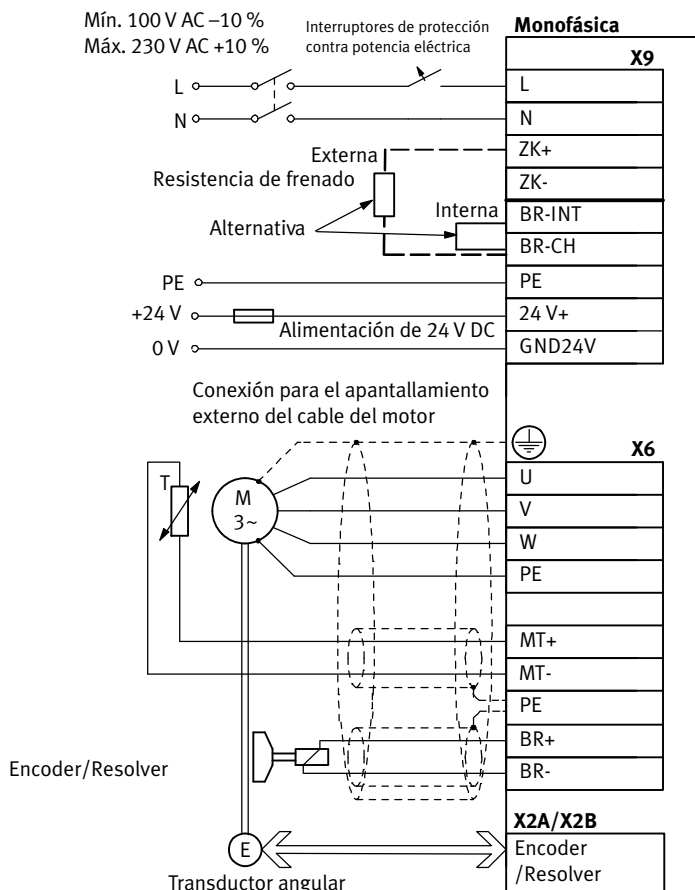 Mín. 100 V AC –10 %
Máx. 230 V AC +10 %
Interruptores de protección
contra potencia eléctrica
Monofásica
X9
L
L
N
N
Externa
ZK+
Resistencia de frenado
ZK-
Interna
BR-INT
Alternativa
BR-CH
PE
PE
+24 V
24 V+
Alimentación de 24 V DC
0 V
GND24V
Conexión para el apantallamiento
externo del cable del motor
X6
T
U
M
3~
V
W
PE
MT+
MT-
PE
BR+
Encoder/Resolver
BR-
X2A/X2B
E
Encoder
/Resolver
Transductor angular